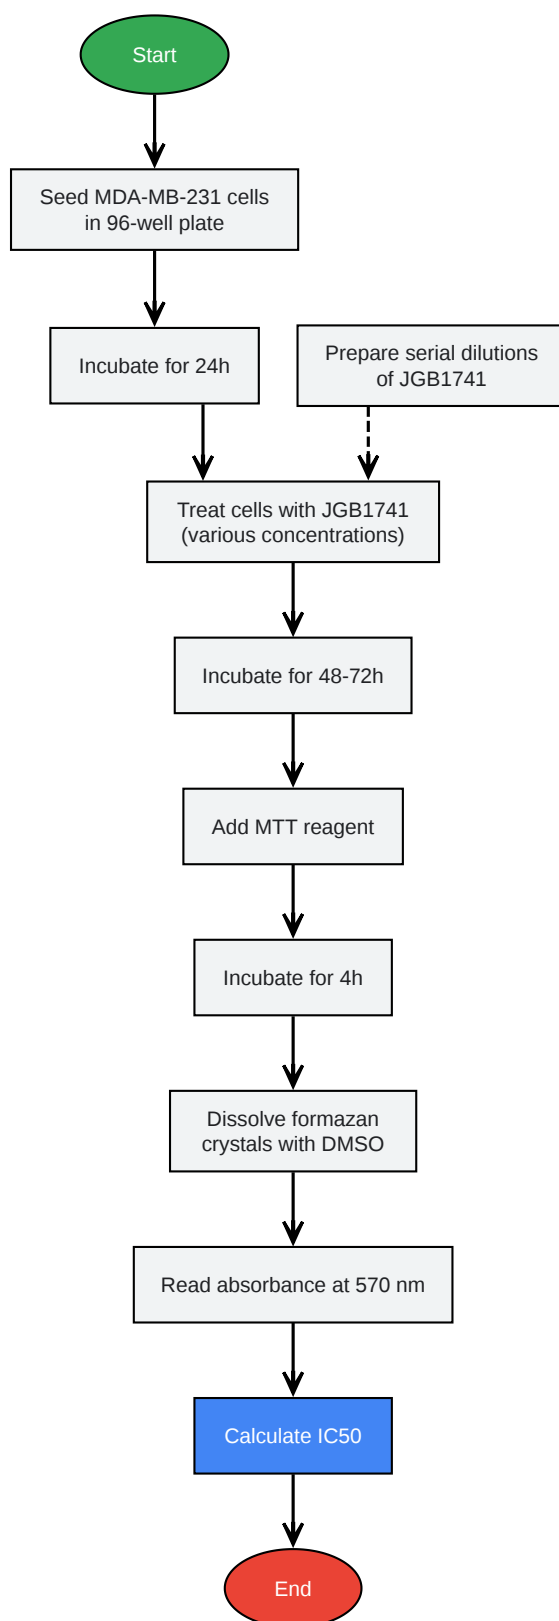 Start
Seed MDA-MB-231 cells
in 96-well plate
Incubate for 24h
Prepare serial dilutions
of JGB1741
Treat cells with JGB1741
(various concentrations)
Incubate for 48-72h
Add MTT reagent
Incubate for 4h
Dissolve formazan
crystals with DMSO
Read absorbance at 570 nm
Calculate IC50
End